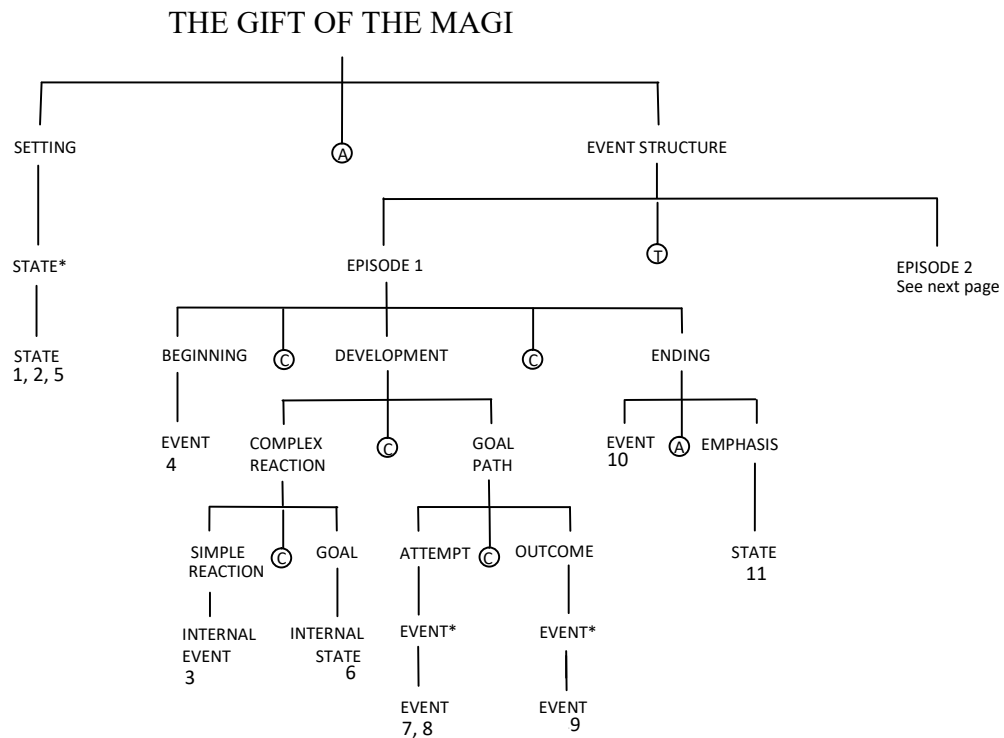 THE GIFT OF THE MAGI
SETTING
A
EVENT STRUCTURE
STATE*
EPISODE 1
T
EPISODE 2
See next page
STATE
1, 2, 5
BEGINNING
C
DEVELOPMENT
C
ENDING
EVENT
4
COMPLEX
REACTION
C
GOAL
PATH
EVENT
10
A
EMPHASIS
SIMPLE
REACTION
C
GOAL
ATTEMPT
C
OUTCOME
STATE
11
INTERNAL
EVENT
3
INTERNAL
STATE
6
EVENT*
EVENT*
EVENT
7, 8
EVENT
9